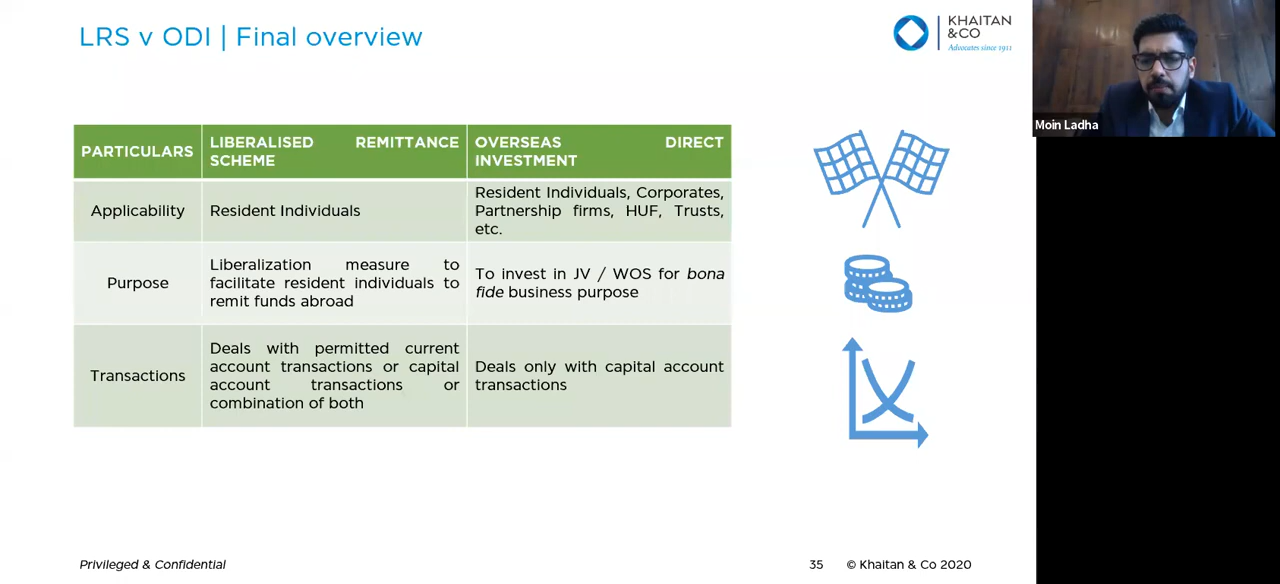 LRS v ODI | Final overview
KHAITAN
&CO
Advocates since 1911
Moin Ladha
PARTICULARS
LIBERALISED REMITTANCE
SCHEME
OVERSEAS DIRECT
INVESTMENT
Applicability
Resident Individuals
Resident Individuals, Corporates,
Partnership firms, HUF, Trusts,
etc.
Purpose
Liberalization measure to
facilitate resident individuals to
remit funds abroad
To invest in JV / WOS for bona
fide business purpose
Transactions
Deals with permitted current
account transactions or capital
account transactions or
combination of both
Deals only with capital account
transactions
Privileged & Confidential
35
© Khaitan & Co 2020